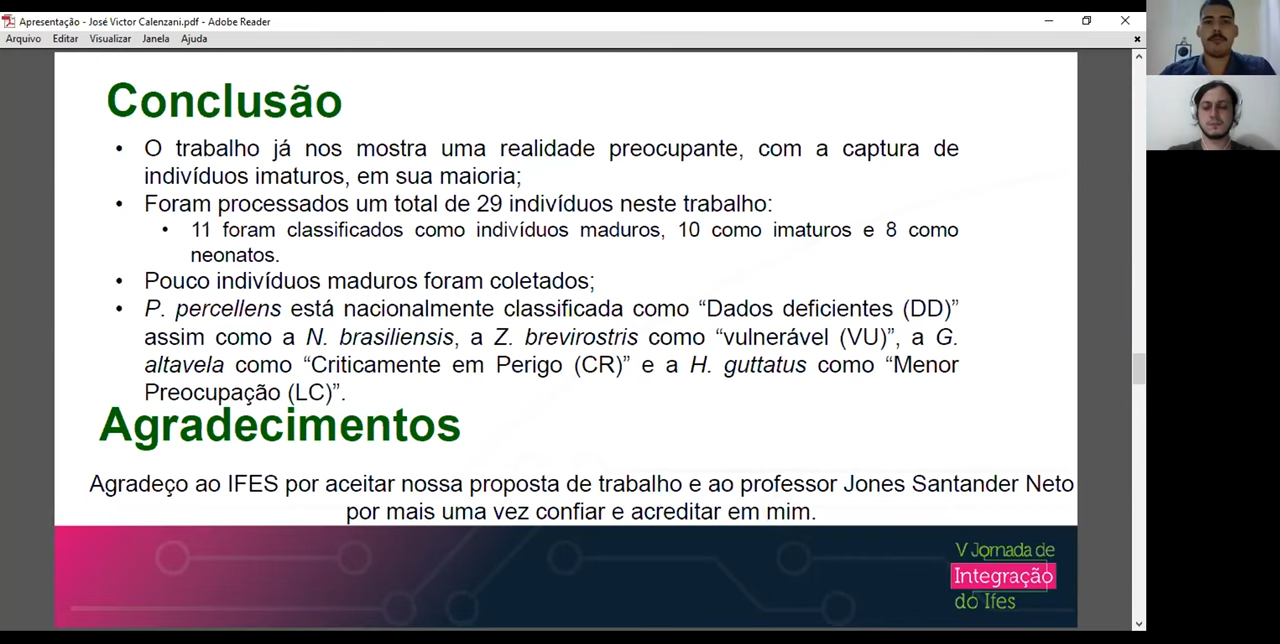 Apresentação - José Victor Calenzani.pdf - Adobe Reader
Arquivo Editar Visualizar Janela Ajuda
Conclusão
• O trabalho já nos mostra uma realidade preocupante, com a captura de
indivíduos imaturos, em sua maioria;
• Foram processados um total de 29 indivíduos neste trabalho:
• 11 foram classificados como indivíduos maduros, 10 como imaturos e 8 como
neonatos.
• Pouco indivíduos maduros foram coletados;
• P. percellens está nacionalmente classificada como “Dados deficientes (DD)”
assim como a N. brasiliensis, a Z. brevirostris como “vulnerável (VU)”, a G.
altavela como “Criticamente em Perigo (CR)” e a H. guttatus como “Menor
Preocupação (LC)”.
Agradecimentos
Agradeço ao IFES por aceitar nossa proposta de trabalho e ao professor Jones Santander Neto
por mais uma vez confiar e acreditar em mim.
V Jornada de
Integração
do Ifes